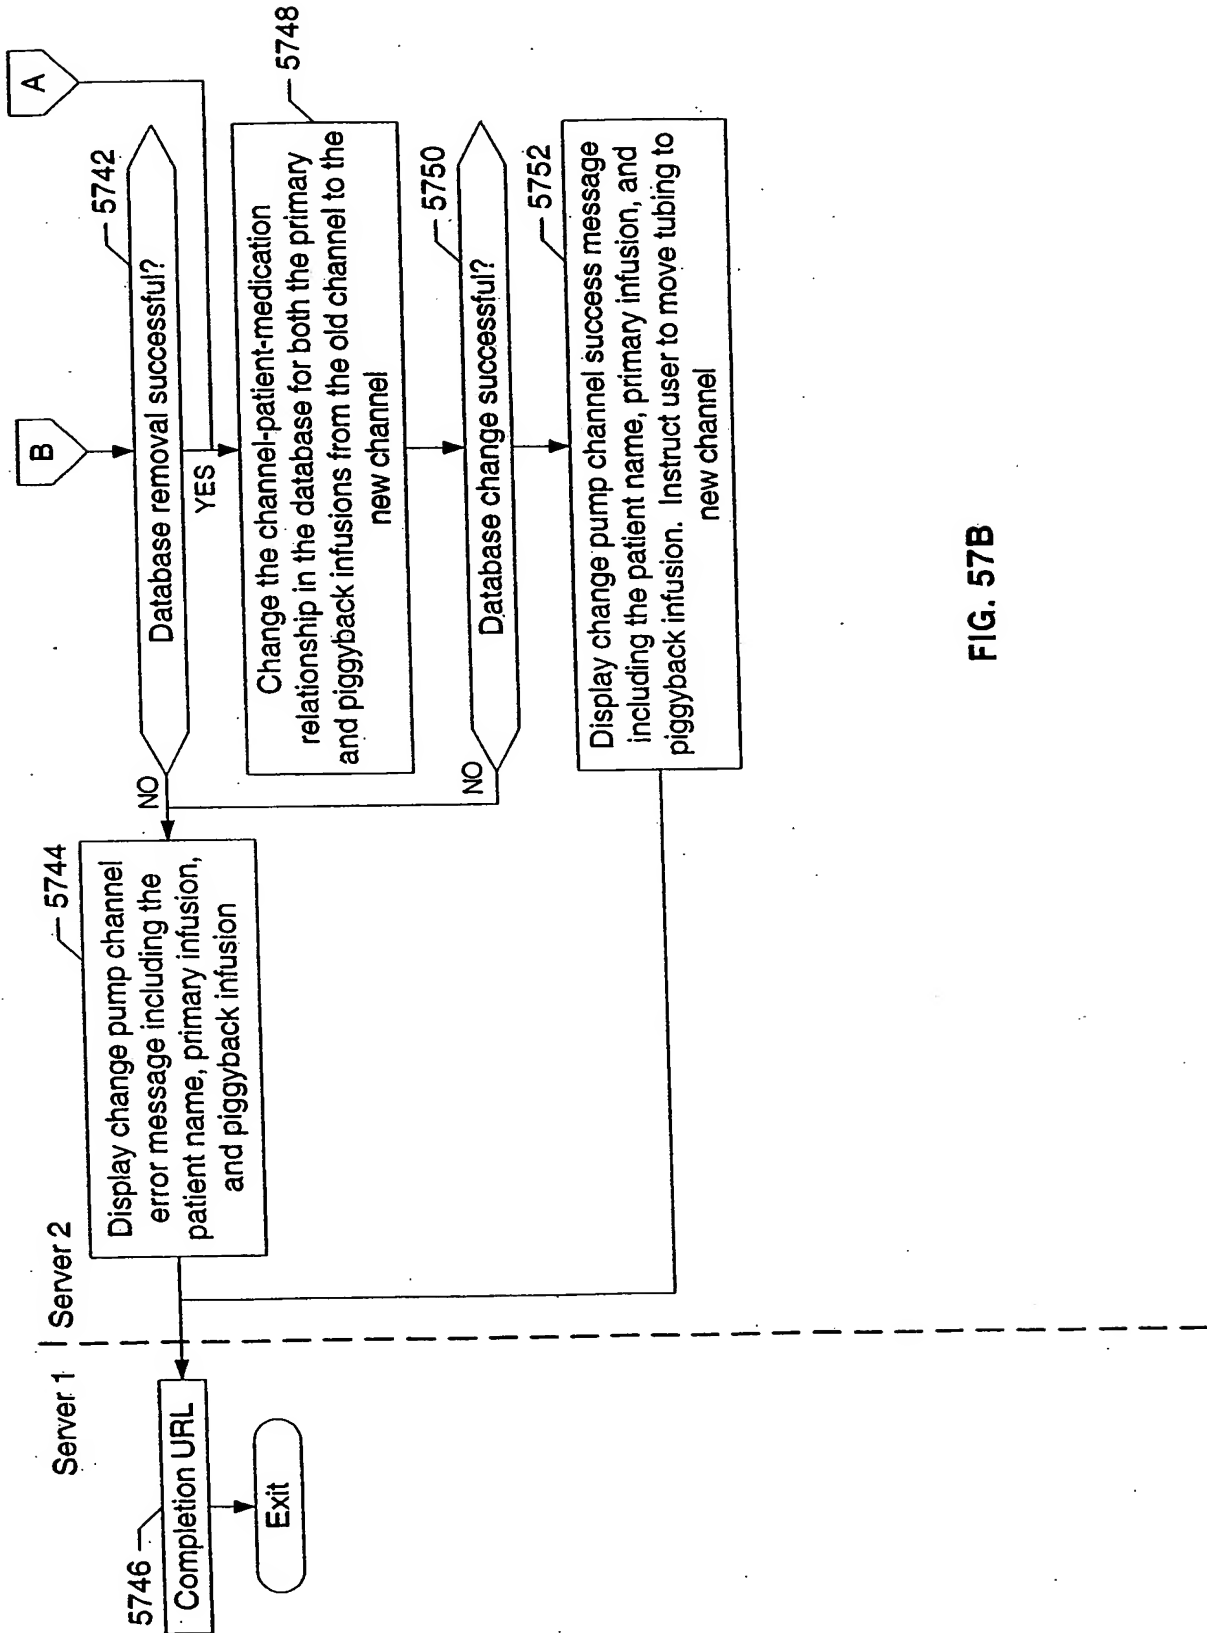 Server 1
Server 2
B
A
5742
Database removal successful?
NO
YES
5744
Display change pump channel
error message including the
patient name, primary infusion,
and piggyback infusion
5746
Completion URL
Exit
5748
Change the channel-patient-medication
relationship in the database for both the primary
and piggyback infusions from the old channel to the
new channel
5750
Database change successful?
NO
5752
Display change pump channel success message
including the patient name, primary infusion, and
piggyback infusion. Instruct user to move tubing to
new channel
FIG. 57B